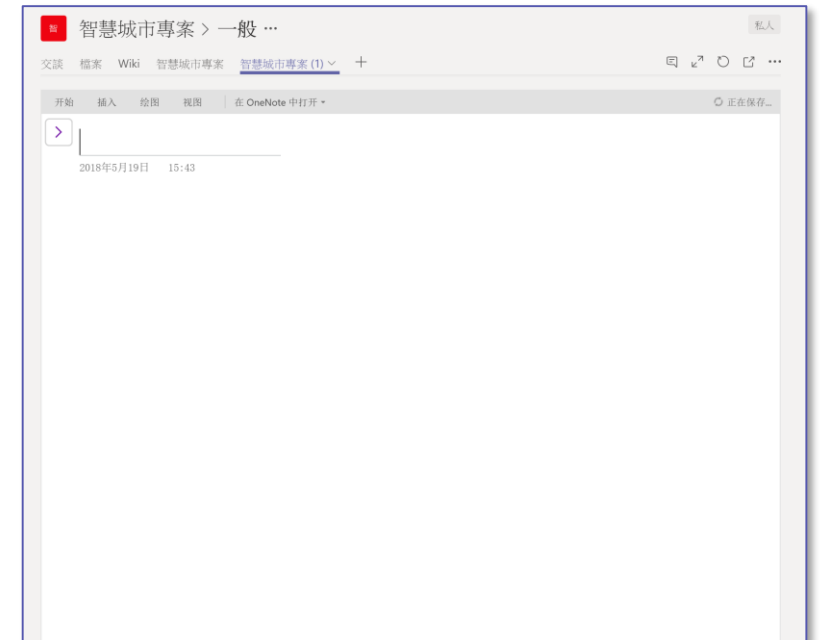 智 智慧城市專案 > 一般 ··· 私人
交談 檔案 Wiki 智慧城市專案 智慧城市專案 (1) +
开始 插入 绘图 视图 在 OneNote 中打开 正在保存...
2018年5月19日 15:43